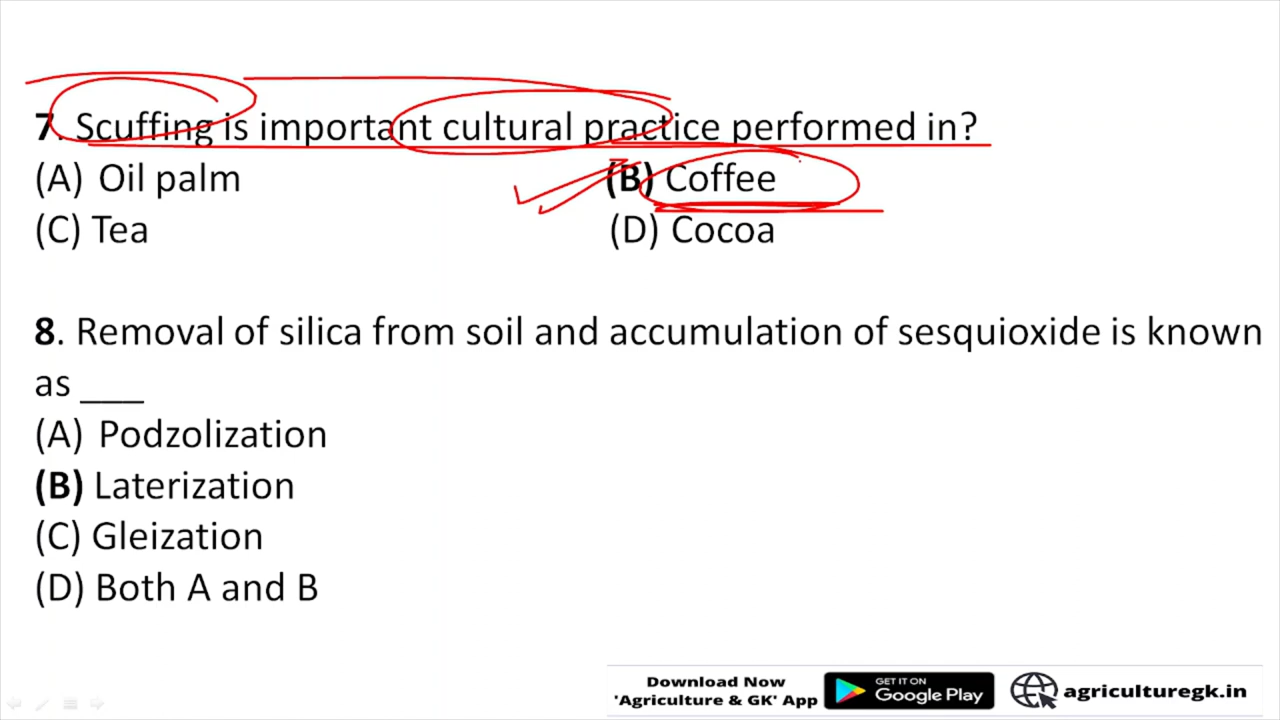 7. Scuffing is important cultural practice performed in?
(A) Oil palm (B) Coffee
(C) Tea (D) Cocoa
8. Removal of silica from soil and accumulation of sesquioxide is known
as ___
(A) Podzolization
(B) Laterization
(C) Gleization
(D) Both A and B
Download Now
'Agriculture & GK' App
GET IT ON
Google Play
agriculturegk.in